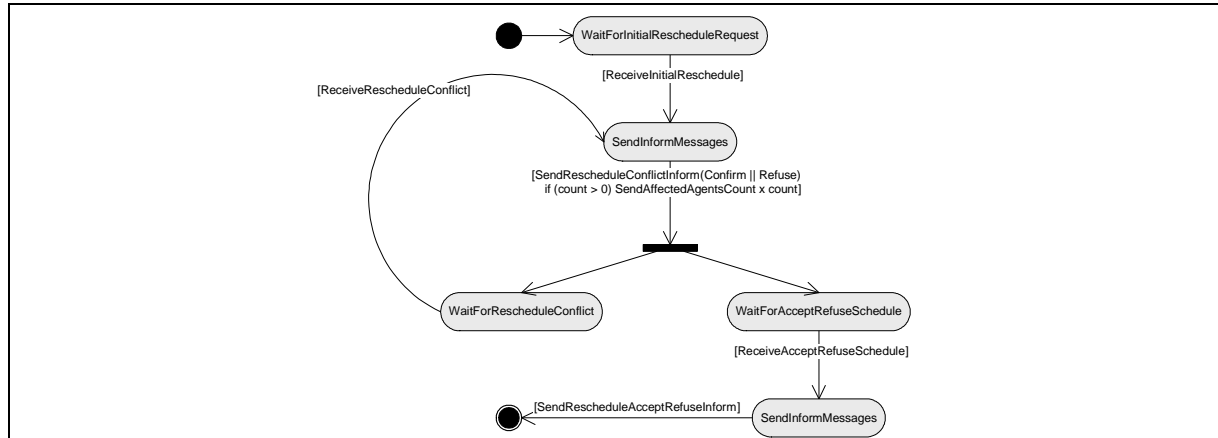 WaitForInitialRescheduleRequest
[ReceiveInitialReschedule]
[ReceiveRescheduleConflict]
SendInformMessages
[SendRescheduleConflictInform(Confirm || Refuse)
if (count > 0) SendAffectedAgentsCount x count]
WaitForRescheduleConflict
WaitForAcceptRefuseSchedule
[ReceiveAcceptRefuseSchedule]
[SendRescheduleAcceptRefuseInform]
SendInformMessages